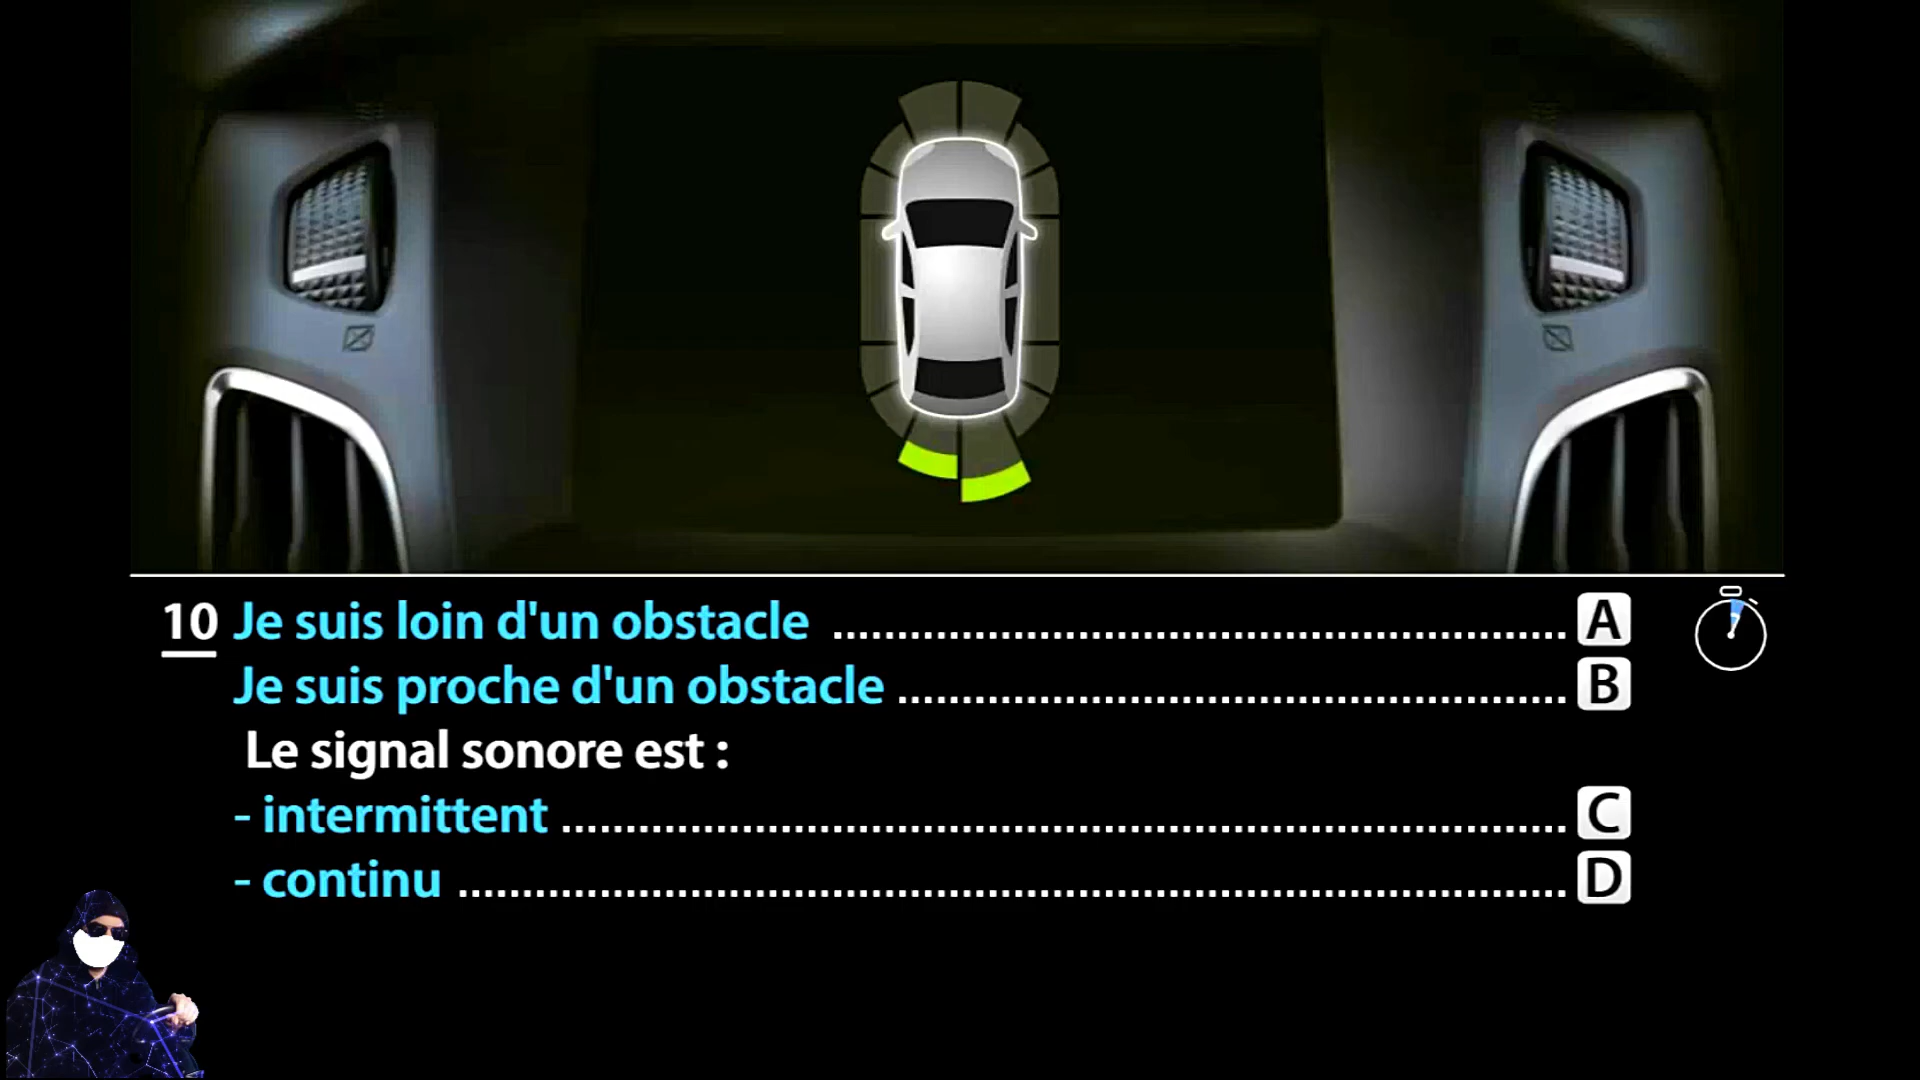 10 Je suis loin d'un obstacle ........................................................................ A
Je suis proche d'un obstacle .................................................................. B
Le signal sonore est :
- intermittent ................................................................................................... C
- continu ............................................................................................................. D